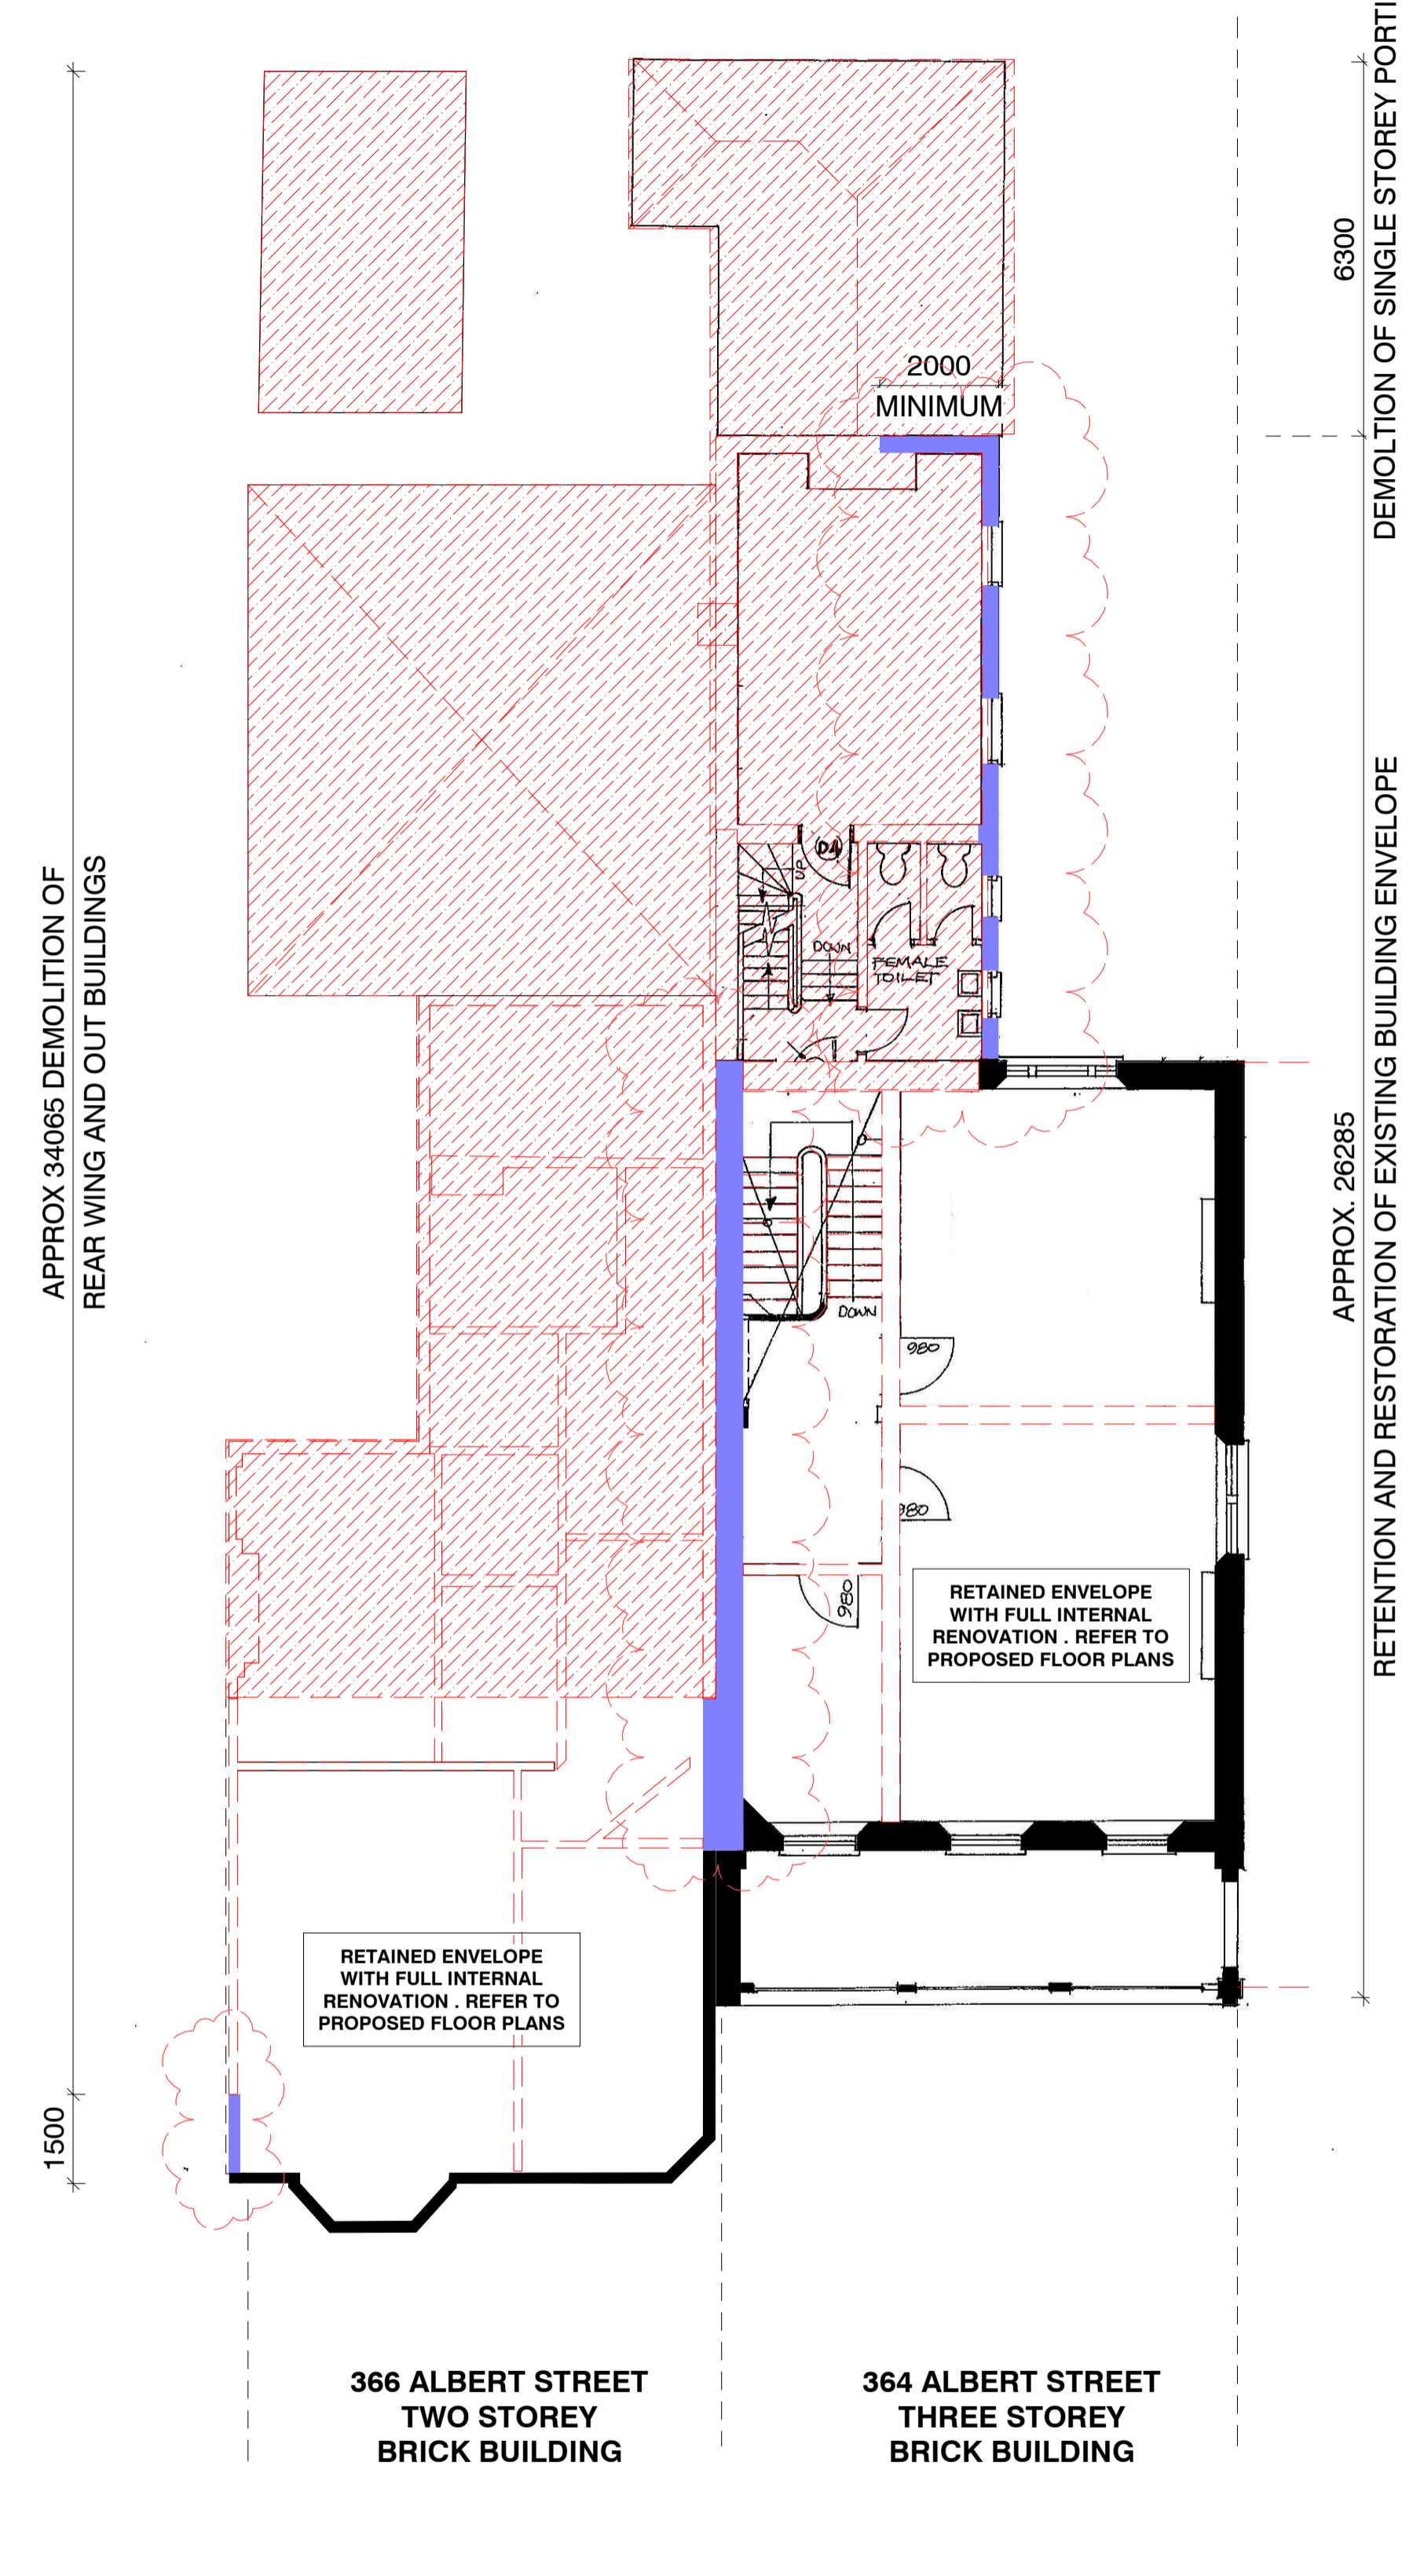 DEMOLTION OF SINGLE STOREY PORTI
6300
2000
MINIMUM
APPROX 34065 DEMOLITION OF
REAR WING AND OUT BUILDINGS
RETENTION AND RESTORATION OF EXISTING BUILDING ENVELOPE
APPROX. 26285
UP
D1
DOWN
FEMALE
TOILET
DOWN
980
980
980
RETAINED ENVELOPE
WITH FULL INTERNAL
RENOVATION . REFER TO
PROPOSED FLOOR PLANS
RETAINED ENVELOPE
WITH FULL INTERNAL
RENOVATION . REFER TO
PROPOSED FLOOR PLANS
1500
366 ALBERT STREET
TWO STOREY
BRICK BUILDING
364 ALBERT STREET
THREE STOREY
BRICK BUILDING